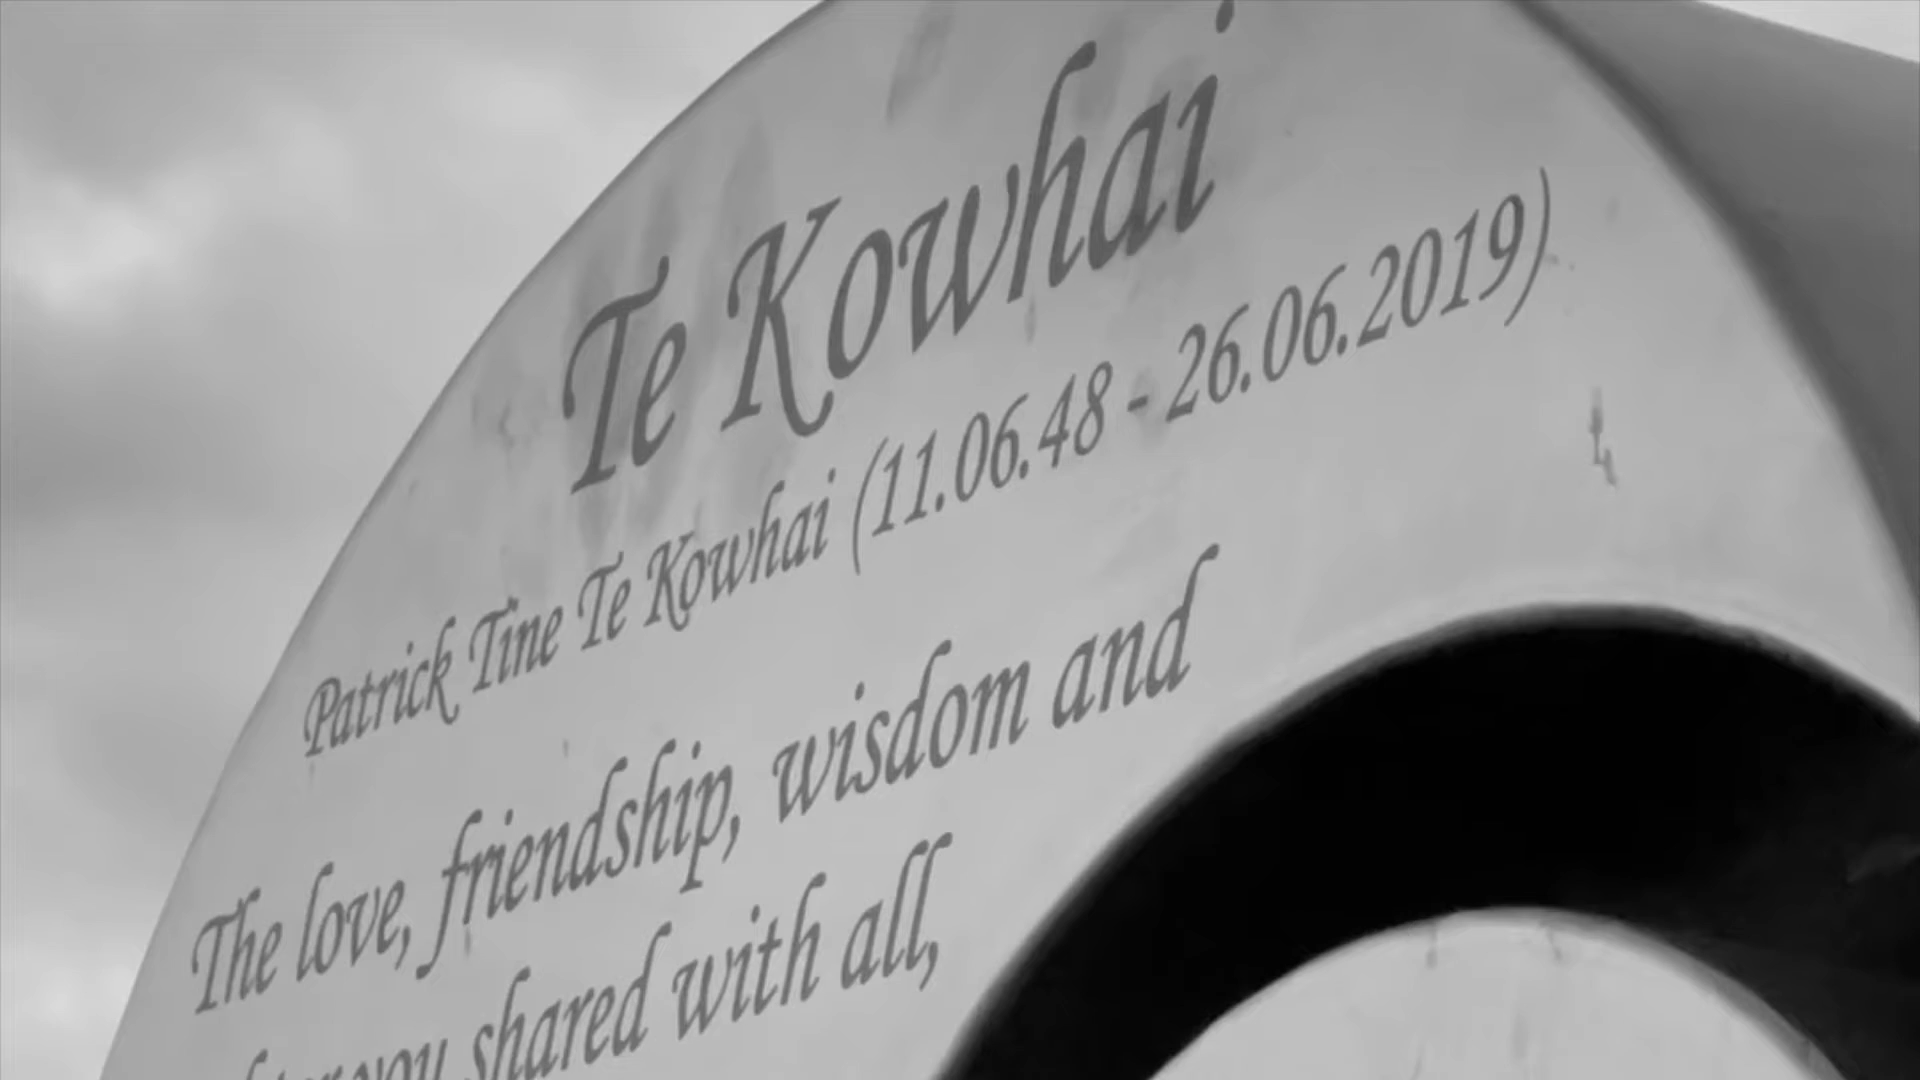 Te Kowhai
Patrick Tine Te Kowhai (11.06.48 - 26.06.2019)
The love, friendship, wisdom and
you shared with all,